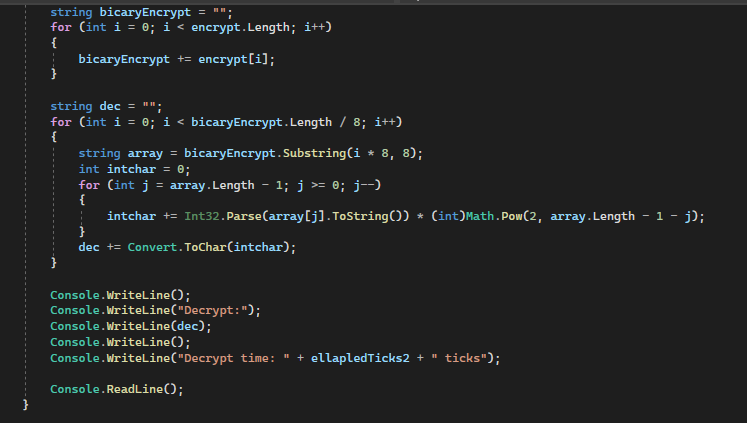 string bicaryEncrypt = "";
for (int i = 0; i < encrypt.Length; i++)
{
bicaryEncrypt += encrypt[i];
}
string dec = "";
for (int i = 0; i < bicaryEncrypt.Length / 8; i++)
{
string array = bicaryEncrypt.Substring(i * 8, 8);
int intchar = 0;
for (int j = array.Length - 1; j >= 0; j--)
{
intchar += Int32.Parse(array[j].ToString()) * (int)Math.Pow(2, array.Length - 1 - j);
}
dec += Convert.ToChar(intchar);
}
Console.WriteLine();
Console.WriteLine("Decrypt:");
Console.WriteLine(dec);
Console.WriteLine();
Console.WriteLine("Decrypt time: " + ellapledTicks2 + " ticks");
Console.ReadLine();
}